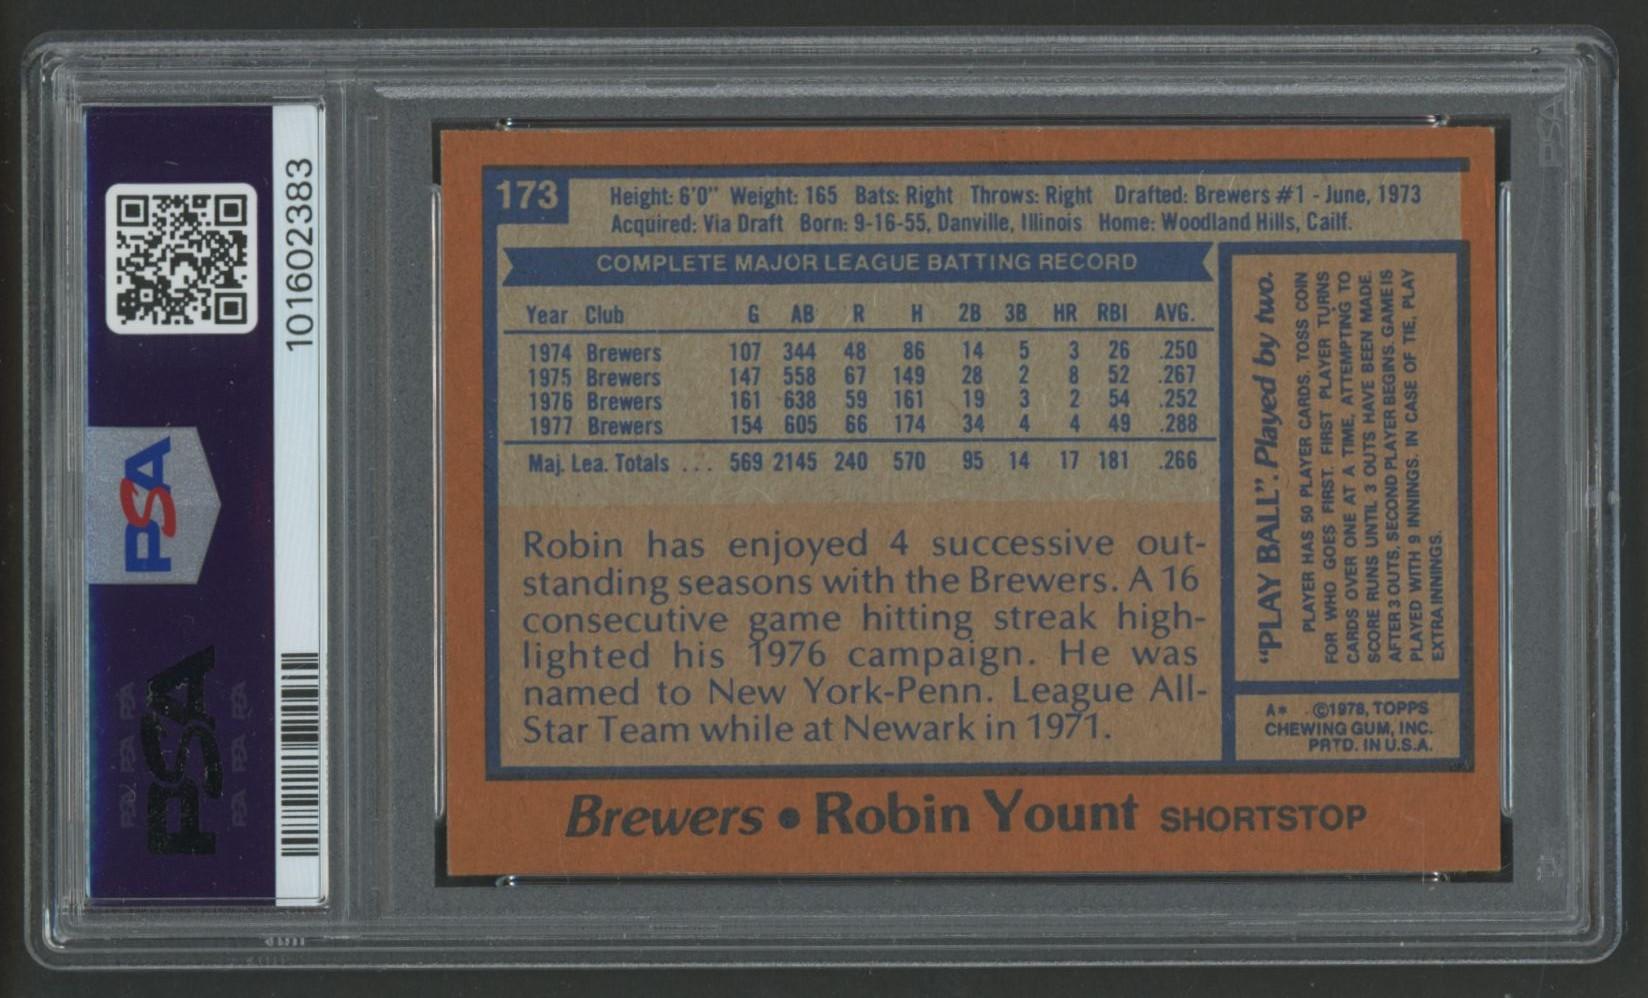 101602383
PSA
PSA
PSA PSA PSA
PSA PSA PSA
173
Height: 6'0" Weight: 165 Bats: Right Throws: Right Drafted: Brewers #1 - June, 1973
Acquired: Via Draft Born: 9-16-55, Danville, Illinois Home: Woodland Hills, Cailf.
COMPLETE MAJOR LEAGUE BATTING RECORD
Year Club G AB R H 2B 3B HR RBI AVG.
1974 Brewers 107 344 48 86 14 5 3 26 .250
1975 Brewers 147 558 67 149 28 2 8 52 .267
1976 Brewers 161 638 59 161 19 3 2 54 .252
1977 Brewers 154 605 66 174 34 4 4 49 .288
Maj. Lea. Totals ... 569 2145 240 570 95 14 17 181 .266
Robin has enjoyed 4 successive out-
standing seasons with the Brewers. A 16
consecutive game hitting streak high-
lighted his 1976 campaign. He was
named to New York-Penn. League All-
Star Team while at Newark in 1971.
"PLAY BALL". Played by two.
PLAYER HAS 50 PLAYER CARDS. TOSS COIN
FOR WHO GOES FIRST. FIRST PLAYER TURNS
CARDS OVER ONE AT A TIME, ATTEMPTING TO
SCORE RUNS UNTIL 3 OUTS HAVE BEEN MADE.
AFTER 3 OUTS, SECOND PLAYER BEGINS. GAME IS
PLAYED WITH 9 INNINGS. IN CASE OF TIE, PLAY
EXTRA INNINGS.
A* ©1978, TOPPS
CHEWING GUM, INC.
PRTD. IN U.S.A.
Brewers • Robin Yount SHORTSTOP
PSA